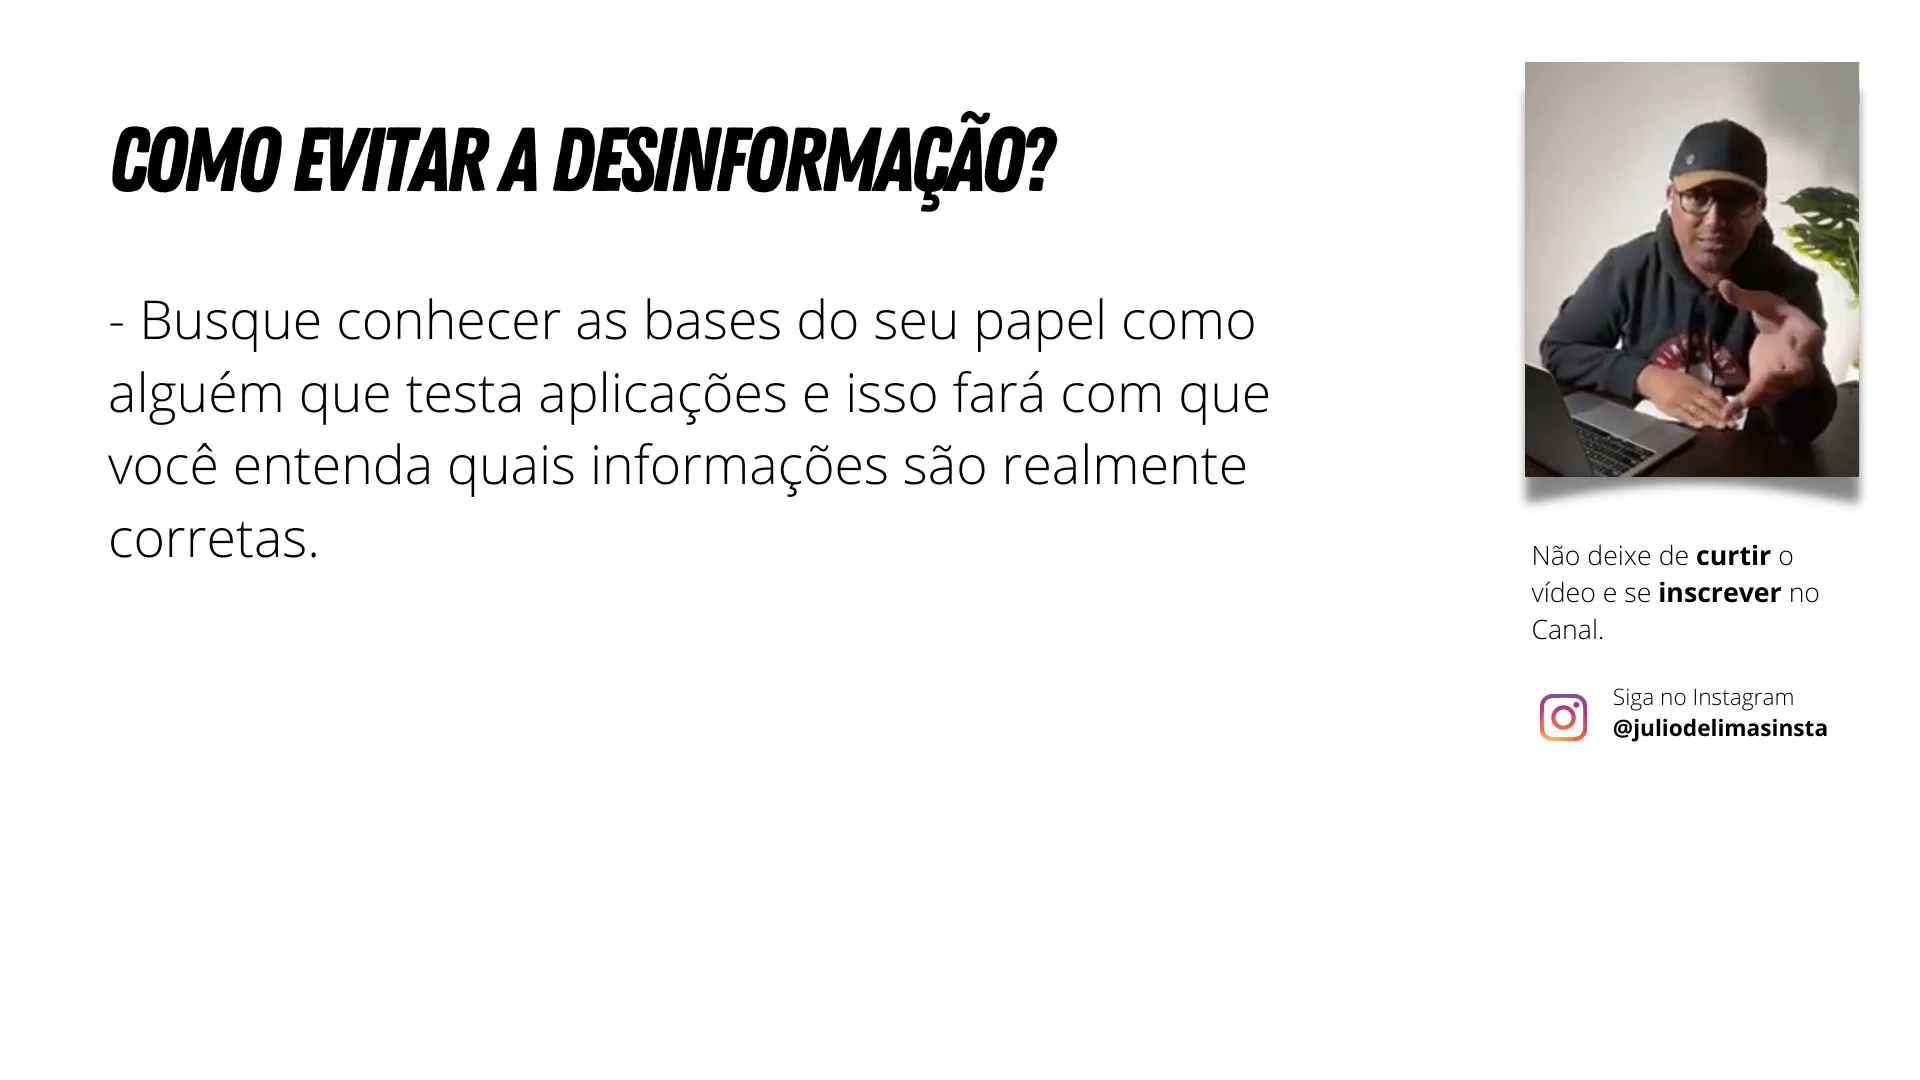 COMO EVITAR A DESINFORMAÇÃO?
- Busque conhecer as bases do seu papel como
alguém que testa aplicações e isso fará com que
você entenda quais informações são realmente
corretas.
Não deixe de curtir o
vídeo e se inscrever no
Canal.
Siga no Instagram
@juliodelimasinsta